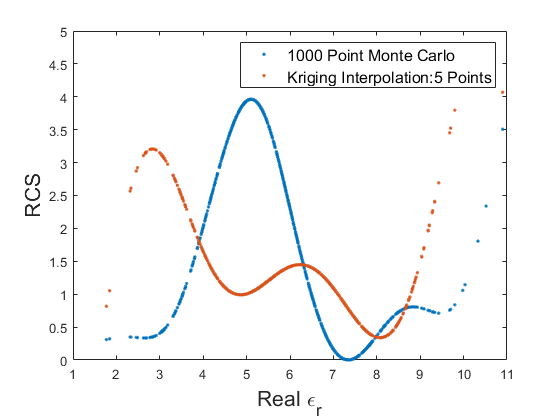 5
4.5
4
3.5
3
2.5
2
1.5
1
0.5
0
RCS
1000 Point Monte Carlo
Kriging Interpolation:5 Points
1 2 3 4 5 6 7 8 9 10 11
Real ϵr